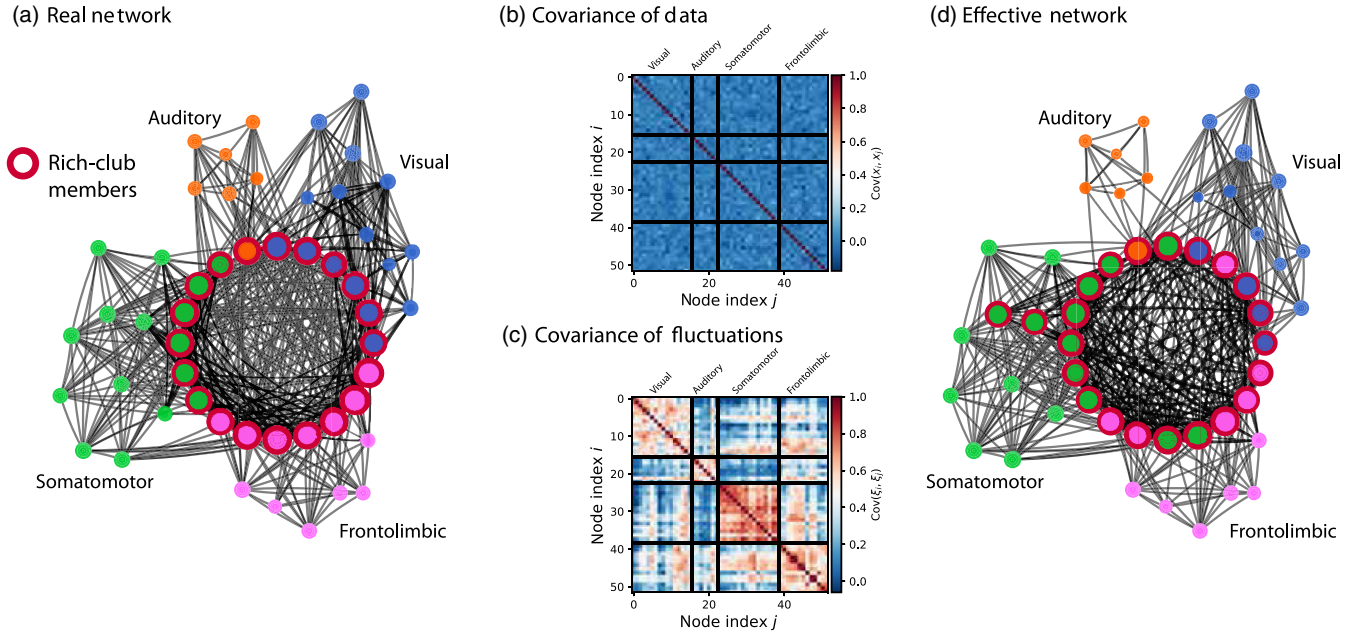 (a) Real network
Auditory
Rich-club
members
Visual
Somatomotor
Frontolimbic
(b) Covariance of data
Visual
Auditory
Somatomotor
Frontolimbic
0
10
20
30
40
50
Node index i
0
20
40
Node index j
1.0
0.8
0.6
0.4
0.2
0.0
Cov(xᵢ, xⱼ)
(c) Covariance of fluctuations
Visual
Auditory
Somatomotor
Frontolimbic
0
10
20
30
40
50
Node index i
0
20
40
Node index j
1.0
0.8
0.6
0.4
0.2
0.0
Cov(ξᵢ, ξⱼ)
(d) Effective network
Auditory
Visual
Somatomotor
Frontolimbic